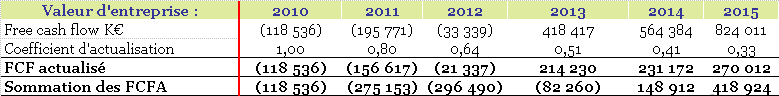 Valeur d'entreprise : 2010 2011 2012 2013 2014 2015
Free cash flow K€ (118 536) (195 771) (33 339) 418 417 564 384 824 011
Coefficient d'actualisation 1,00 0,80 0,64 0,51 0,41 0,33
FCF actualisé (118 536) (156 617) (21 337) 214 230 231 172 270 012
Sommation des FCFA (118 536) (275 153) (296 490) (82 260) 148 912 418 924